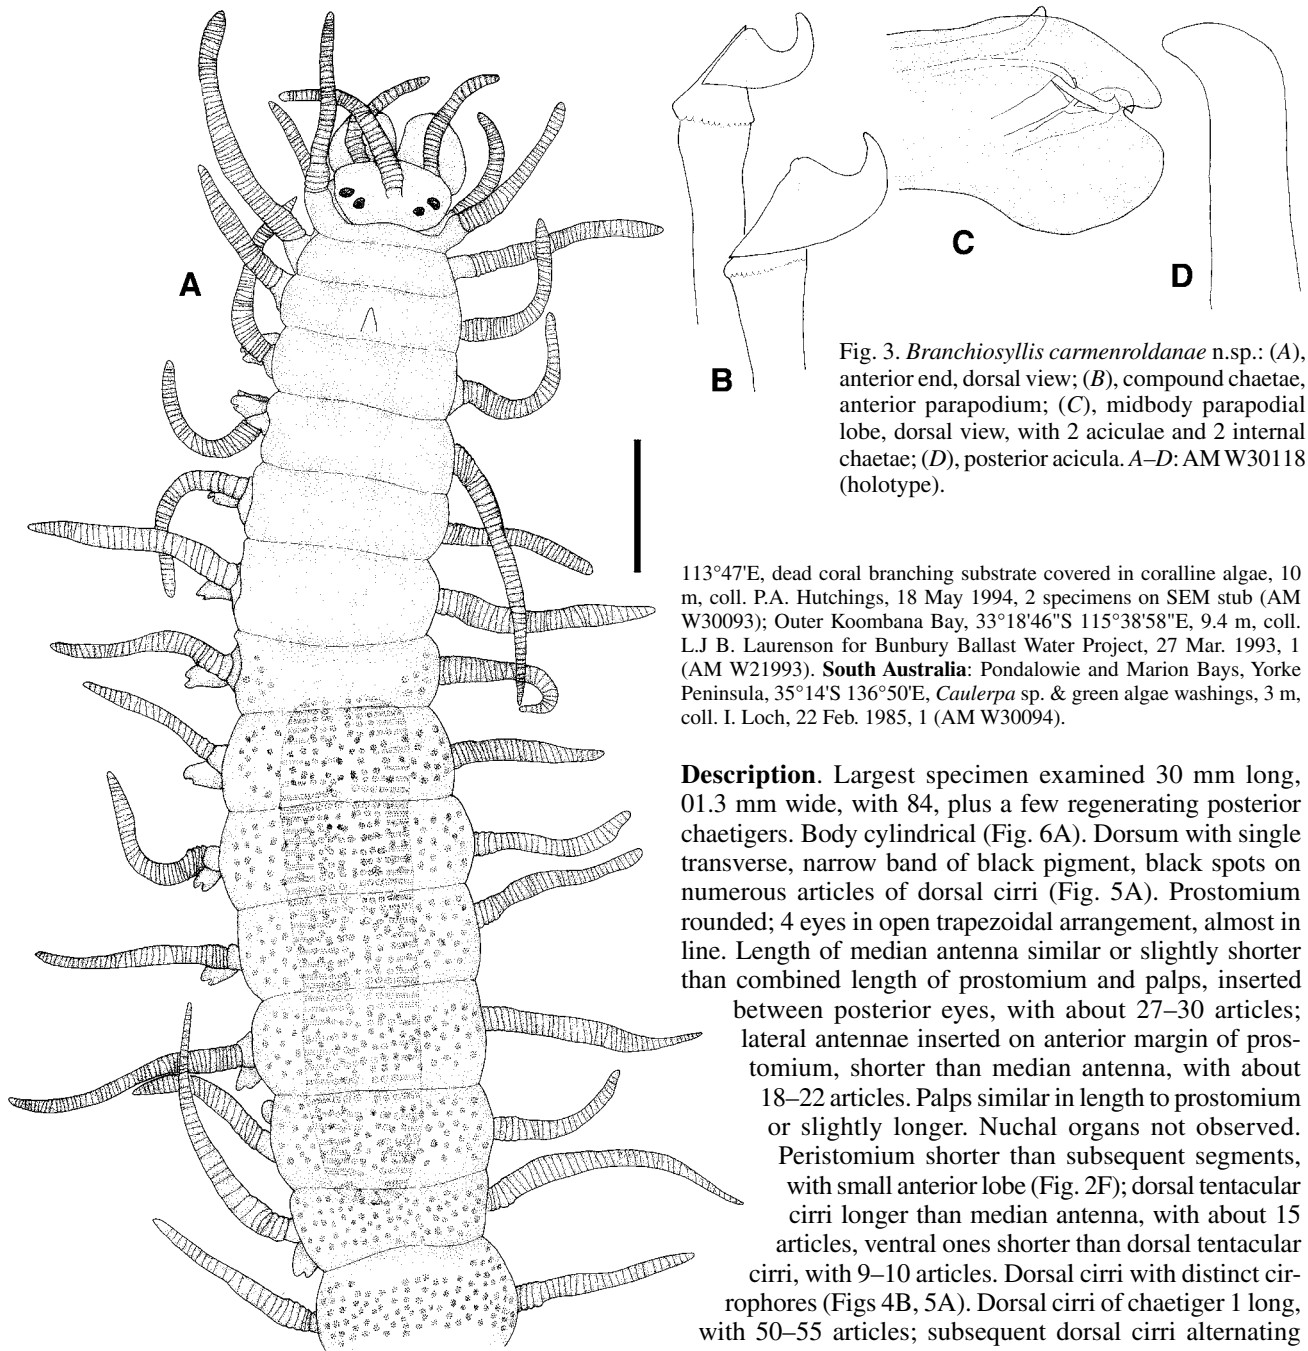 A
B
C
D
Fig. 3. Branchiosyllis carmenroldanae n.sp.: (A),
anterior end, dorsal view; (B), compound chaetae,
anterior parapodium; (C), midbody parapodial
lobe, dorsal view, with 2 aciculae and 2 internal
chaetae; (D), posterior acicula. A–D: AM W30118
(holotype).
113°47'E, dead coral branching substrate covered in coralline algae, 10
m, coll. P.A. Hutchings, 18 May 1994, 2 specimens on SEM stub (AM
W30093); Outer Koombana Bay, 33°18'46"S 115°38'58"E, 9.4 m, coll.
L.J B. Laurenson for Bunbury Ballast Water Project, 27 Mar. 1993, 1
(AM W21993). South Australia: Pondalowie and Marion Bays, Yorke
Peninsula, 35°14'S 136°50'E, Caulerpa sp. & green algae washings, 3 m,
coll. I. Loch, 22 Feb. 1985, 1 (AM W30094).
Description. Largest specimen examined 30 mm long,
01.3 mm wide, with 84, plus a few regenerating posterior
chaetigers. Body cylindrical (Fig. 6A). Dorsum with single
transverse, narrow band of black pigment, black spots on
numerous articles of dorsal cirri (Fig. 5A). Prostomium
rounded; 4 eyes in open trapezoidal arrangement, almost in
line. Length of median antenna similar or slightly shorter
than combined length of prostomium and palps, inserted
between posterior eyes, with about 27–30 articles;
lateral antennae inserted on anterior margin of pros-
tomium, shorter than median antenna, with about
18–22 articles. Palps similar in length to prostomium
or slightly longer. Nuchal organs not observed.
Peristomium shorter than subsequent segments,
with small anterior lobe (Fig. 2F); dorsal tentacular
cirri longer than median antenna, with about 15
articles, ventral ones shorter than dorsal tentacular
cirri, with 9–10 articles. Dorsal cirri with distinct cir-
rophores (Figs 4B, 5A). Dorsal cirri of chaetiger 1 long,
with 50–55 articles; subsequent dorsal cirri alternating